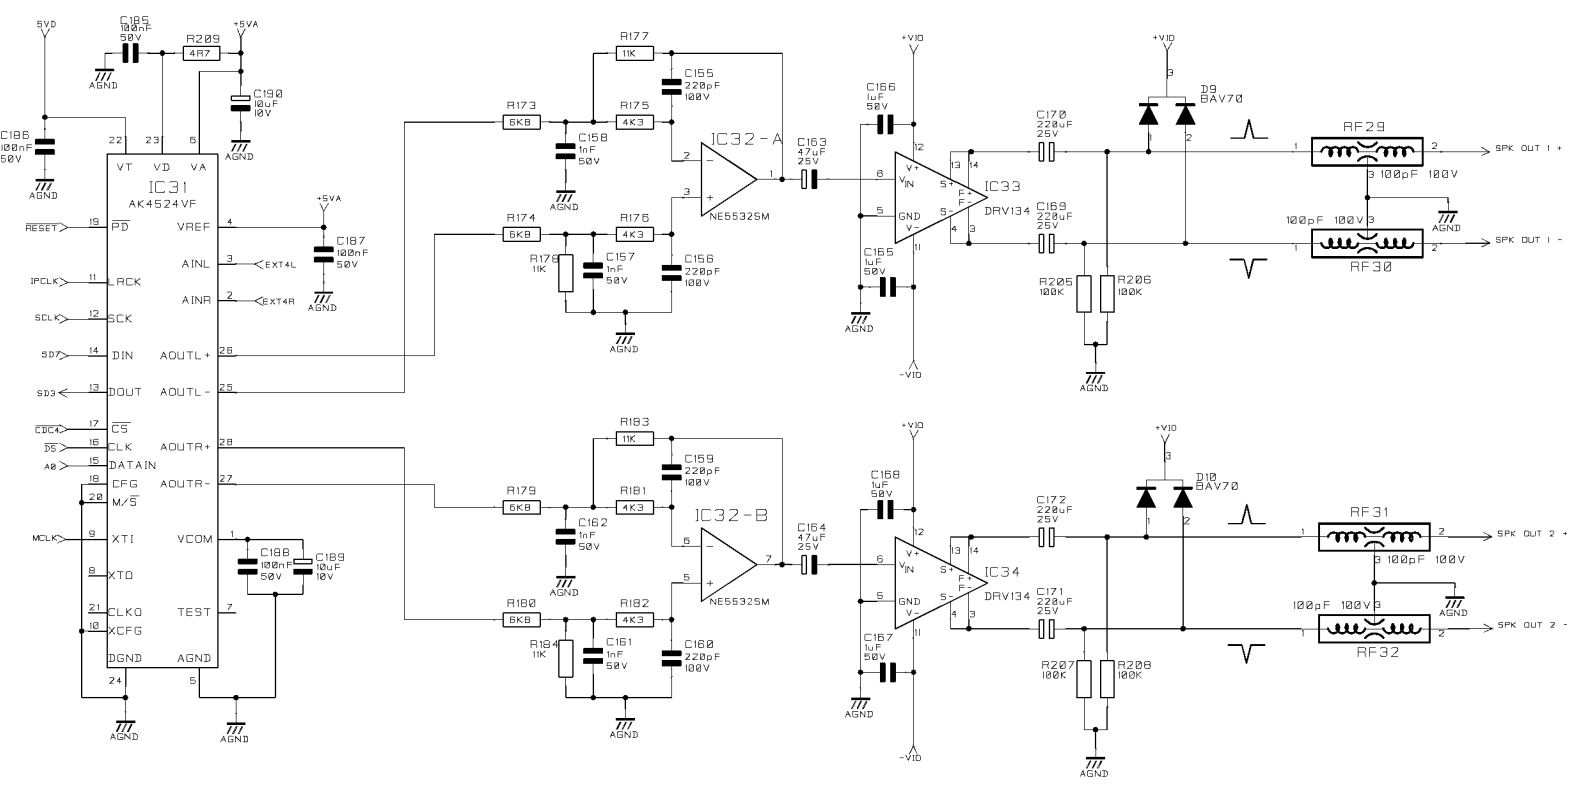 5VD
C185
100nF
50V
AGND
R209
4R7
+5VA
C190
10uF
10V
AGND
C186
100nF
50V
AGND
22
23
6
VT
VD
VA
IC31
AK4524VF
RESET
19
PD
VREF
4
+5VA
C187
100nF
50V
AGND
AINL
3
EXT4L
IPCLK
11
LRCK
AINR
2
EXT4R
SCLK
12
SCK
SD7
14
DIN
AOUTL+
26
SD3
13
DOUT
AOUTL-
25
CDC4
17
CS
DS
16
CLK
AOUTR+
28
A0
15
DATAIN
18
CFG
AOUTR-
27
20
M/S
MCLK
9
XTI
VCOM
1
C188
100nF
50V
C189
10uF
10V
8
XTO
21
CLKO
TEST
7
10
XCFG
DGND
AGND
24
5
AGND
AGND
R177
11K
C155
220pF
100V
R173
6K8
R175
4K3
C158
1nF
50V
AGND
IC32-A
2
-
3
+
1
NE5532SM
C163
47uF
25V
R174
6K8
R176
4K3
R178
11K
C157
1nF
50V
C156
220pF
100V
AGND
+VIO
C166
1uF
50V
12
6
VIN
V+
S+
13
14
IC33
F+
F-
DRV134
5
GND
S-
V-
4
3
11
C165
1uF
50V
AGND
-VIO
C170
220uF
25V
C169
220uF
25V
R205
100K
R206
100K
AGND
+VIO
3
D9
BAV70
1
2
RF29
1
2
3
100pF 100V
SPK OUT 1 +
AGND
100pF 100V
3
1
2
RF30
SPK OUT 1 -
R183
11K
C159
220pF
100V
R179
6K8
R181
4K3
C162
1nF
50V
AGND
IC32-B
6
-
5
+
7
NE5532SM
C164
47uF
25V
R180
6K8
R182
4K3
R184
11K
C161
1nF
50V
C160
220pF
100V
AGND
+VIO
C168
1uF
50V
12
6
VIN
V+
S+
13
14
IC34
F+
F-
DRV134
5
GND
S-
V-
4
3
11
C167
1uF
50V
AGND
-VIO
C172
220uF
25V
C171
220uF
25V
R207
100K
R208
100K
AGND
+VIO
3
D10
BAV70
1
2
RF31
1
2
3
100pF 100V
SPK OUT 2 +
AGND
100pF 100V
3
1
2
RF32
SPK OUT 2 -